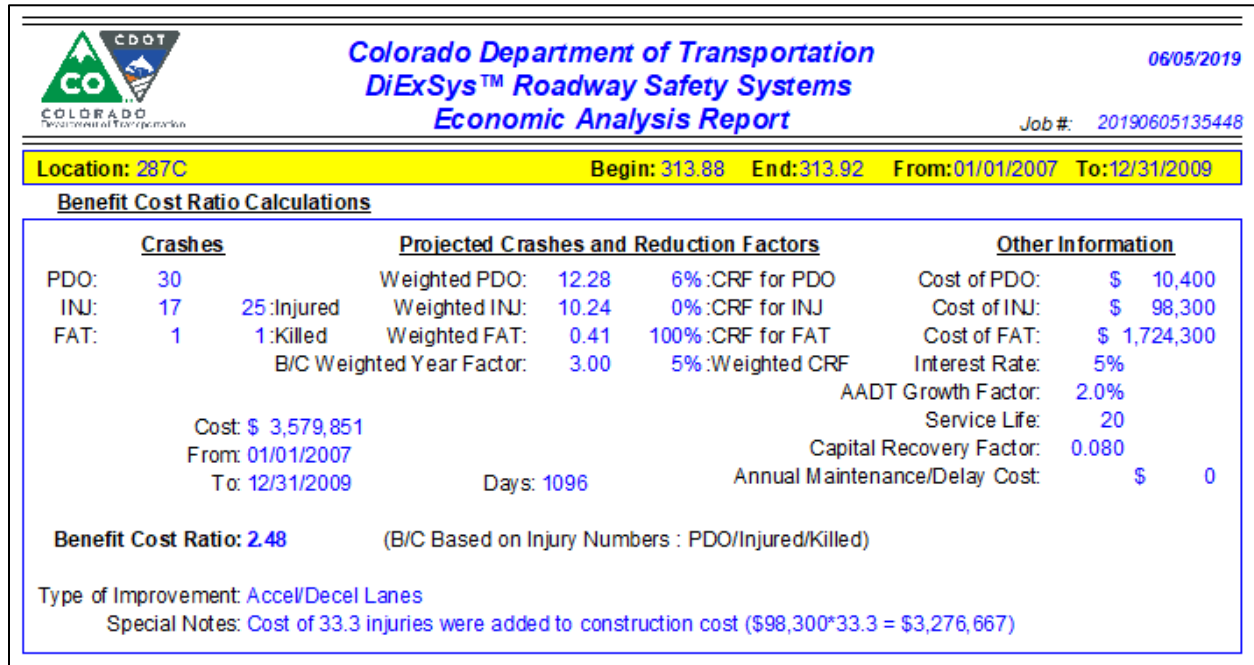 CDOT
CO
COLORADO
Department of Transportation
Colorado Department of Transportation
DiExSys™ Roadway Safety Systems
Economic Analysis Report
06/05/2019
Job #: 20190605135448
Location: 287C Begin: 313.88 End:313.92 From:01/01/2007 To:12/31/2009
Benefit Cost Ratio Calculations
Crashes Projected Crashes and Reduction Factors Other Information
PDO: 30 Weighted PDO: 12.28 6% :CRF for PDO Cost of PDO: $ 10,400
INJ: 17 25 :Injured Weighted INJ: 10.24 0% :CRF for INJ Cost of INJ: $ 98,300
FAT: 1 1 :Killed Weighted FAT: 0.41 100% :CRF for FAT Cost of FAT: $ 1,724,300
B/C Weighted Year Factor: 3.00 5% :Weighted CRF Interest Rate: 5%
AADT Growth Factor: 2.0%
Cost: $ 3,579,851 Service Life: 20
From: 01/01/2007 Capital Recovery Factor: 0.080
To: 12/31/2009 Days: 1096 Annual Maintenance/Delay Cost: $ 0
Benefit Cost Ratio: 2.48 (B/C Based on Injury Numbers : PDO/Injured/Killed)
Type of Improvement: Accel/Decel Lanes
Special Notes: Cost of 33.3 injuries were added to construction cost ($98,300*33.3 = $3,276,667)